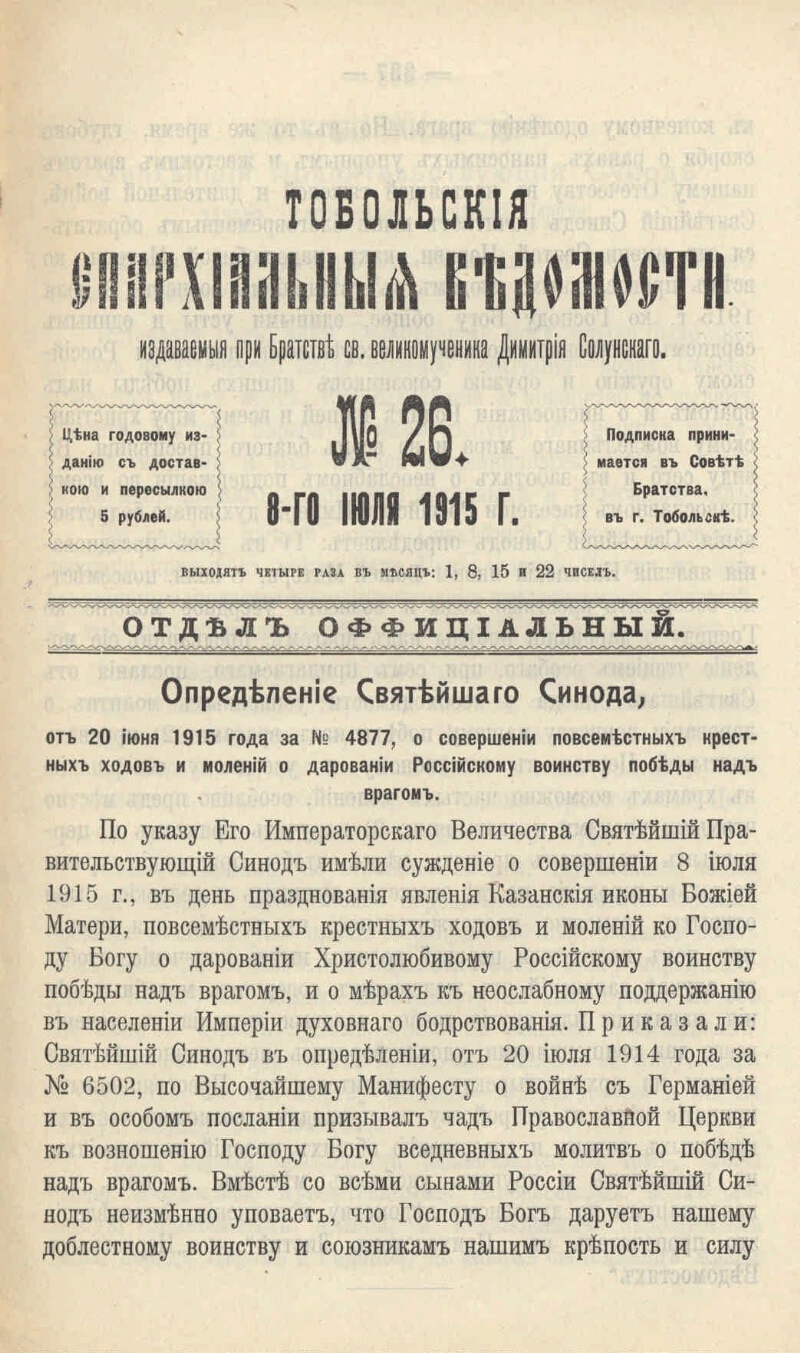 ТОБОЛЬСКІЯ
ЕПАРХІАЛЬНЫЯ ВѢДОМОСТИ.
издаваемыя при Братствѣ св. великомученика Димитрія Солунскаго.
Цѣна годовому из-
данію съ достав-
кою и пересылкою
5 рублей.
№ 26.
8-ГО ІЮЛЯ 1915 Г.
Подписка прини-
мается въ Совѣтѣ
Братства,
въ г. Тобольскѣ.
ВЫХОДЯТЪ ЧЕТЫРЕ РАЗА ВЪ МѢСЯЦЪ: 1, 8, 15 и 22 ЧИСЕЛЪ.
ОТДѢЛЪ ОФФИЦІАЛЬНЫЙ.
Опредѣленіе Святѣйшаго Синода,
отъ 20 іюня 1915 года за № 4877, о совершеніи повсемѣстныхъ крест-
ныхъ ходовъ и моленій о дарованіи Россійскому воинству побѣды надъ
врагомъ.
По указу Его Императорскаго Величества Святѣйшій Пра-
вительствующій Синодъ имѣли сужденіе о совершеніи 8 іюля
1915 г., въ день празднованія явленія Казанскія иконы Божіей
Матери, повсемѣстныхъ крестныхъ ходовъ и моленій ко Госпо-
ду Богу о дарованіи Христолюбивому Россійскому воинству
побѣды надъ врагомъ, и о мѣрахъ къ неослабному поддержанію
въ населеніи Имперіи духовнаго бодрствованія. Приказали:
Святѣйшій Синодъ въ опредѣленіи, отъ 20 іюля 1914 года за
№ 6502, по Высочайшему Манифесту о войнѣ съ Германіей
и въ особомъ посланіи призывалъ чадъ Православной Церкви
къ возношенію Господу Богу вседневныхъ молитвъ о побѣдѣ
надъ врагомъ. Вмѣстѣ со всѣми сынами Россіи Святѣйшій Си-
нодъ неизмѣнно уповаетъ, что Господь Богъ даруетъ нашему
доблестному воинству и союзникамъ нашимъ крѣпость и силу